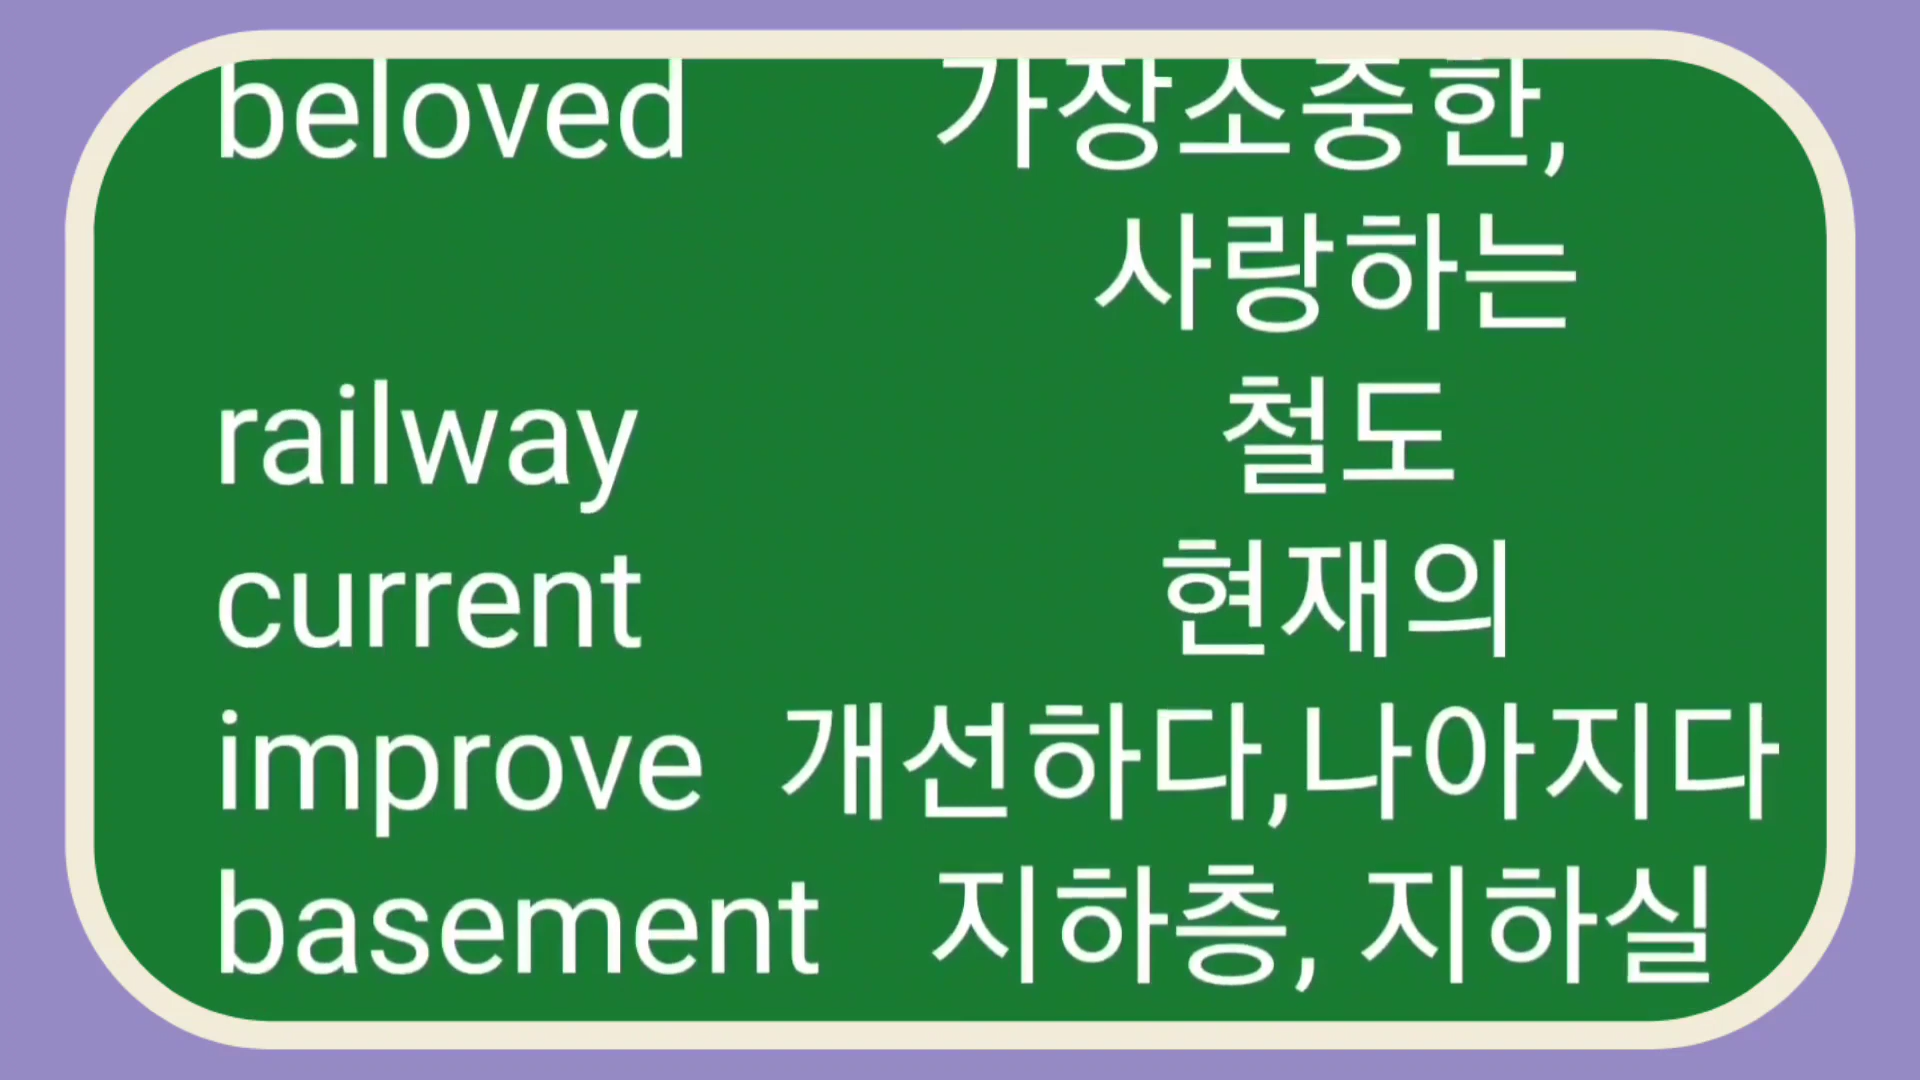 beloved 가장소중한,
사랑하는
railway 철도
current 현재의
improve 개선하다,나아지다
basement 지하층, 지하실